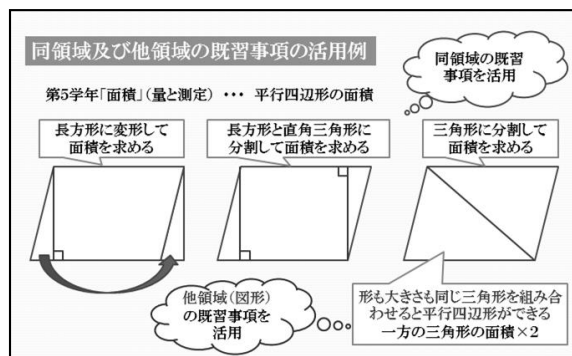 同領域及び他領域の既習事項の活用例
同領域の既習
事項を活用
第5学年「面積」(量と測定) ・・・ 平行四辺形の面積
長方形に変形して
面積を求める
長方形と直角三角形に
分割して面積を求める
三角形に分割して
面積を求める
他領域(図形)
の既習事項を
活用
形も大きさも同じ三角形を組み合
わせると平行四辺形ができる
一方の三角形の面積×2